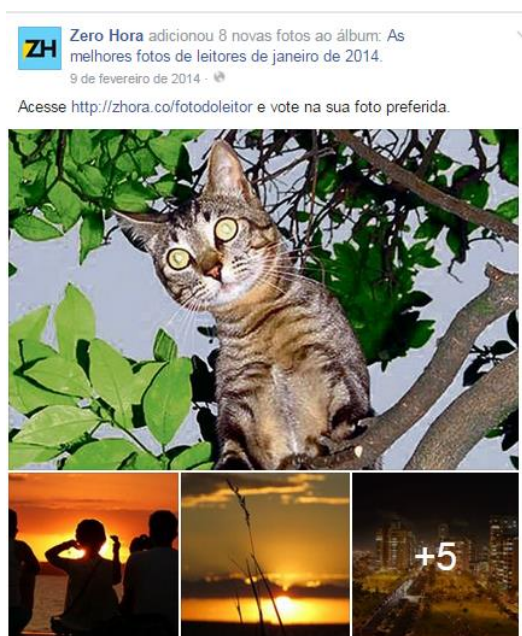 ZH
Zero Hora adicionou 8 novas fotos ao álbum: As
melhores fotos de leitores de janeiro de 2014.
9 de fevereiro de 2014 ·
Acesse http://zhora.co/fotodoleitor e vote na sua foto preferida.
+5